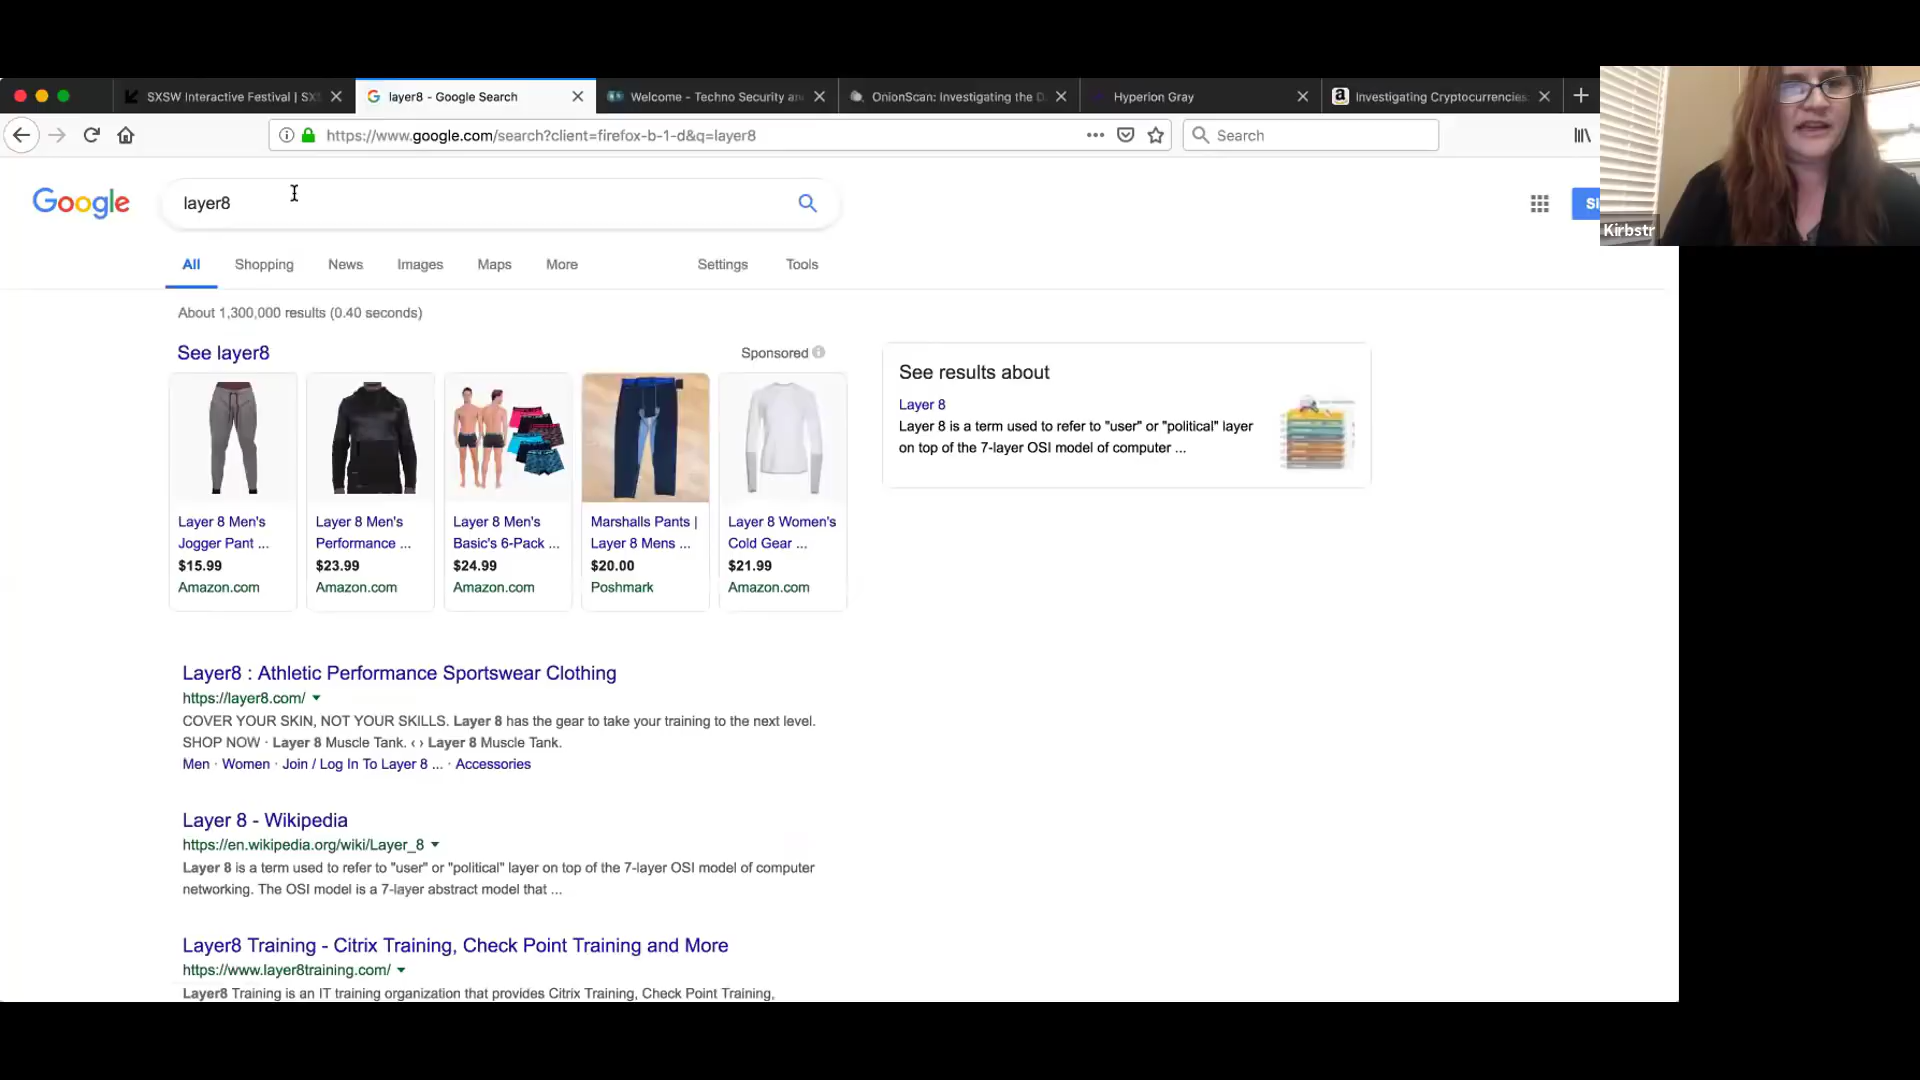 SXSW Interactive Festival | SXS
layer8 - Google Search
Welcome - Techno Security an
OnionScan: Investigating the D
Hyperion Gray
Investigating Cryptocurrencies:
https://www.google.com/search?client=firefox-b-1-d&q=layer8
Search
Google
layer8
Kirbstr
All
Shopping
News
Images
Maps
More
Settings
Tools
About 1,300,000 results (0.40 seconds)
See layer8
Sponsored
Layer 8 Men's
Jogger Pant ...
$15.99
Amazon.com
Layer 8 Men's
Performance ...
$23.99
Amazon.com
Layer 8 Men's
Basic's 6-Pack ...
$24.99
Amazon.com
Marshalls Pants |
Layer 8 Mens ...
$20.00
Poshmark
Layer 8 Women's
Cold Gear ...
$21.99
Amazon.com
See results about
Layer 8
Layer 8 is a term used to refer to "user" or "political" layer
on top of the 7-layer OSI model of computer ...
Layer8 : Athletic Performance Sportswear Clothing
https://layer8.com/
COVER YOUR SKIN, NOT YOUR SKILLS. Layer 8 has the gear to take your training to the next level.
SHOP NOW · Layer 8 Muscle Tank. ‹ › Layer 8 Muscle Tank.
Men · Women · Join / Log In To Layer 8 ... · Accessories
Layer 8 - Wikipedia
https://en.wikipedia.org/wiki/Layer_8
Layer 8 is a term used to refer to "user" or "political" layer on top of the 7-layer OSI model of computer
networking. The OSI model is a 7-layer abstract model that ...
Layer8 Training - Citrix Training, Check Point Training and More
https://www.layer8training.com/
Layer8 Training is an IT training organization that provides Citrix Training, Check Point Training,